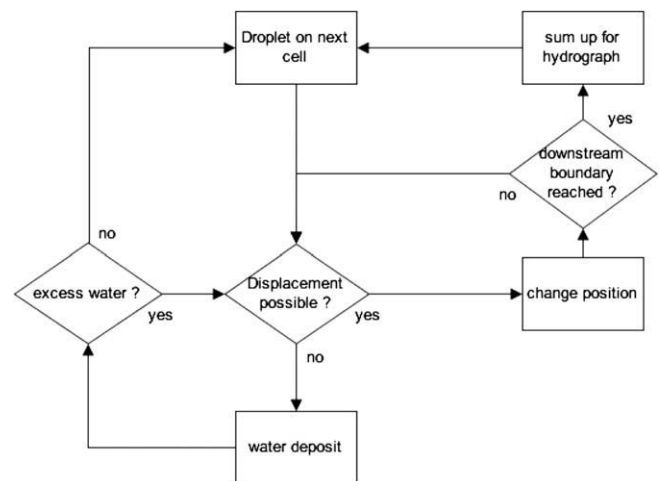 Droplet on next
cell
sum up for
hydrograph
yes
downstream
boundary
reached ?
no
no
excess water ?
yes
Displacement
possible ?
yes
change position
no
water deposit